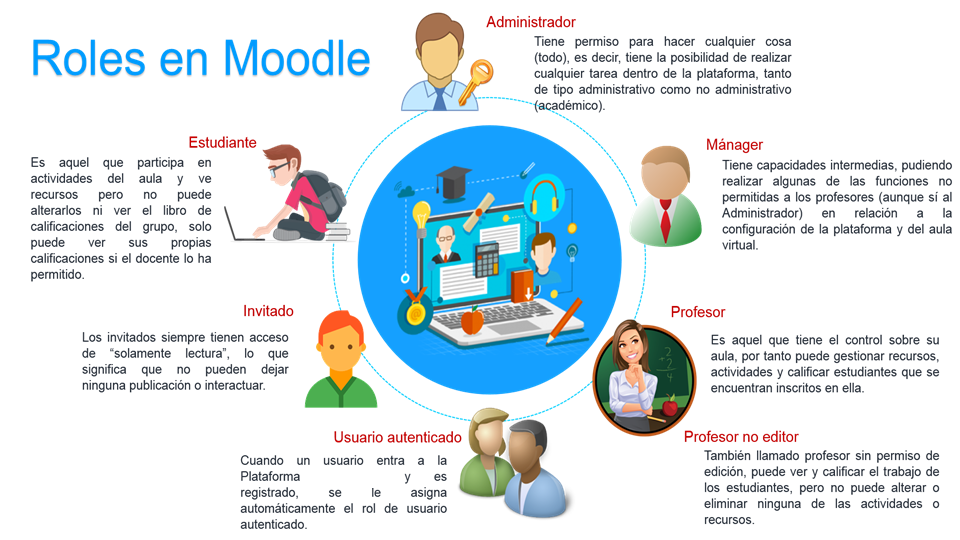 Roles en Moodle
Administrador
Tiene permiso para hacer cualquier cosa
(todo), es decir, tiene la posibilidad de realizar
cualquier tarea dentro de la plataforma, tanto
de tipo administrativo como no administrativo
(académico).
Mánager
Tiene capacidades intermedias, pudiendo
realizar algunas de las funciones no
permitidas a los profesores (aunque sí al
Administrador) en relación a la
configuración de la plataforma y del aula
virtual.
Profesor
Es aquel que tiene el control sobre su
aula, por tanto puede gestionar recursos,
actividades y calificar estudiantes que se
encuentran inscritos en ella.
Profesor no editor
También llamado profesor sin permiso de
edición, puede ver y calificar el trabajo de
los estudiantes, pero no puede alterar o
eliminar ninguna de las actividades o
recursos.
Usuario autenticado
Cuando un usuario entra a la
Plataforma y es
registrado, se le asigna
automáticamente el rol de usuario
autenticado.
Invitado
Los invitados siempre tienen acceso
de “solamente lectura”, lo que
significa que no pueden dejar
ninguna publicación o interactuar.
Estudiante
Es aquel que participa en
actividades del aula y ve
recursos pero no puede
alterarlos ni ver el libro de
calificaciones del grupo, solo
puede ver sus propias
calificaciones si el docente lo ha
permitido.
2
+2
4